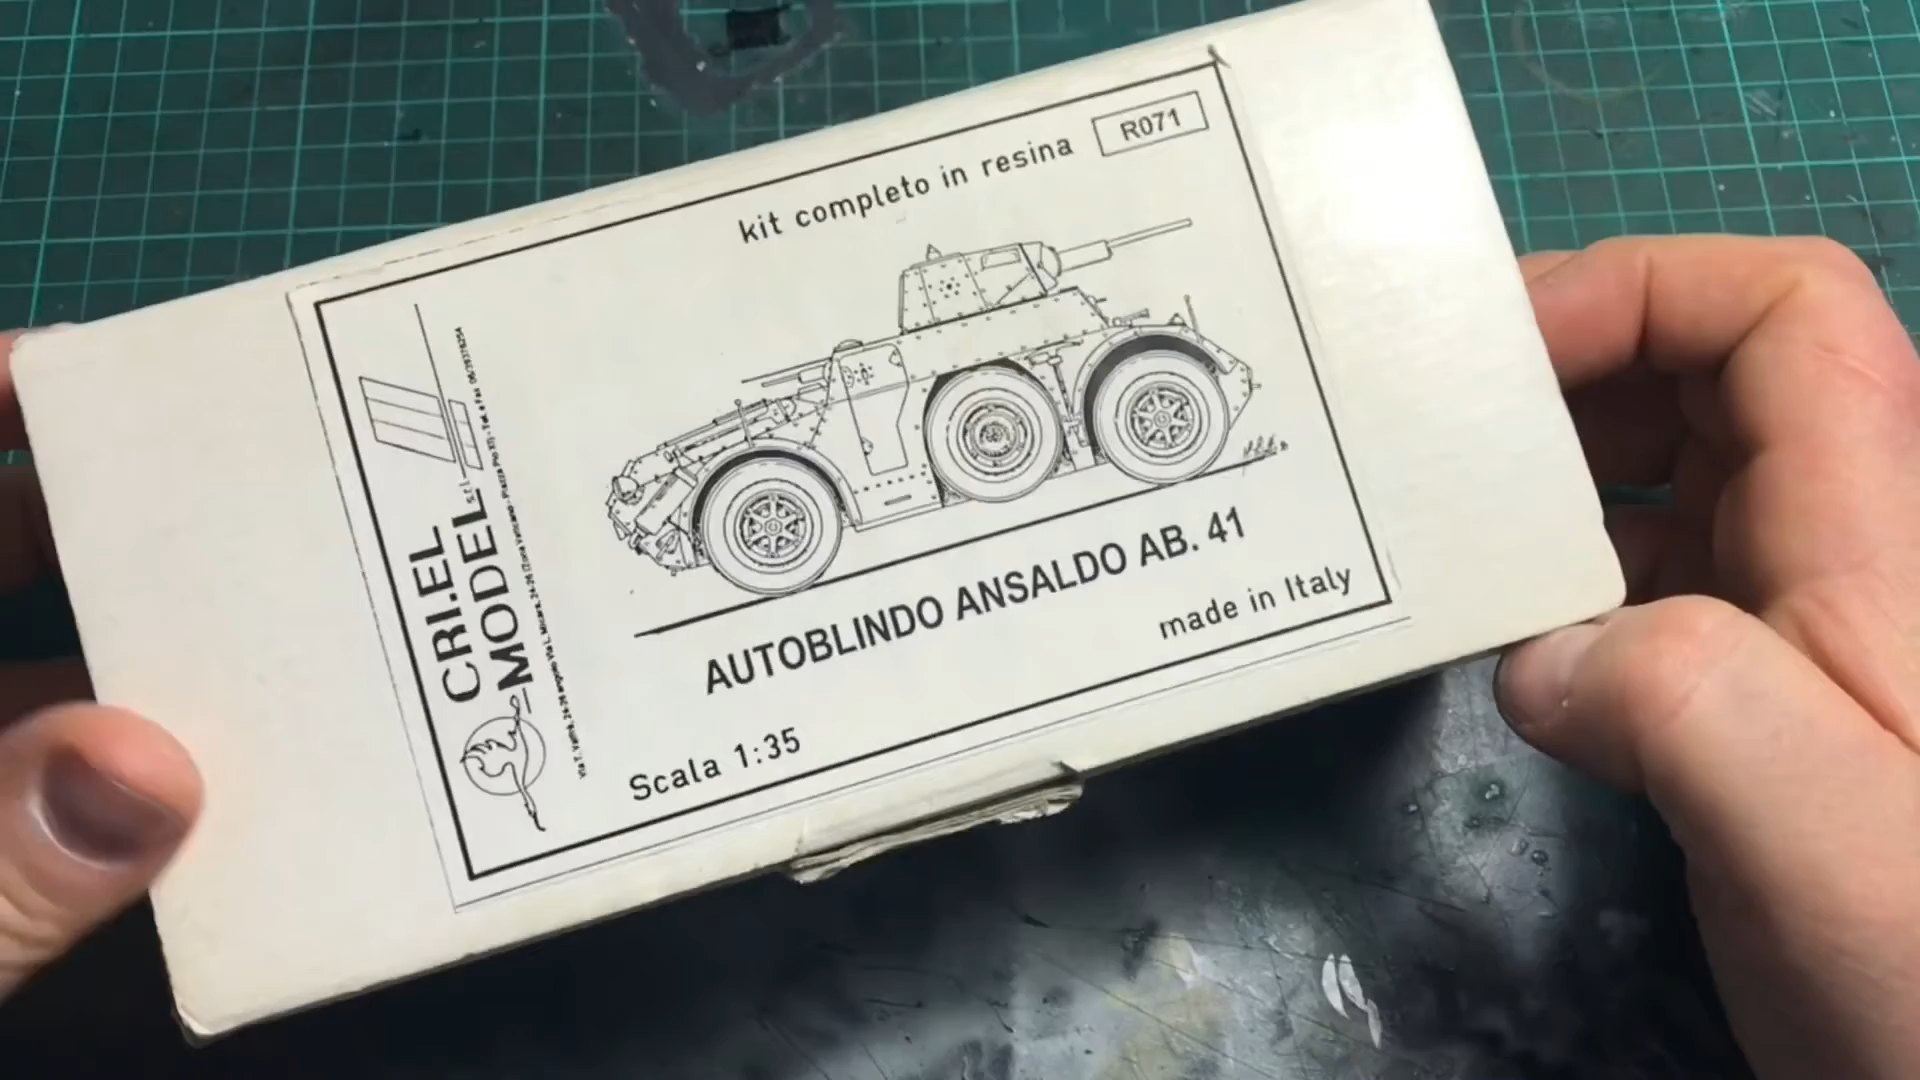 kit completo in resina
R071
CRI.EL
MODEL s.r.l.
AUTOBLINDO ANSALDO AB. 41
made in Italy
Scala 1:35